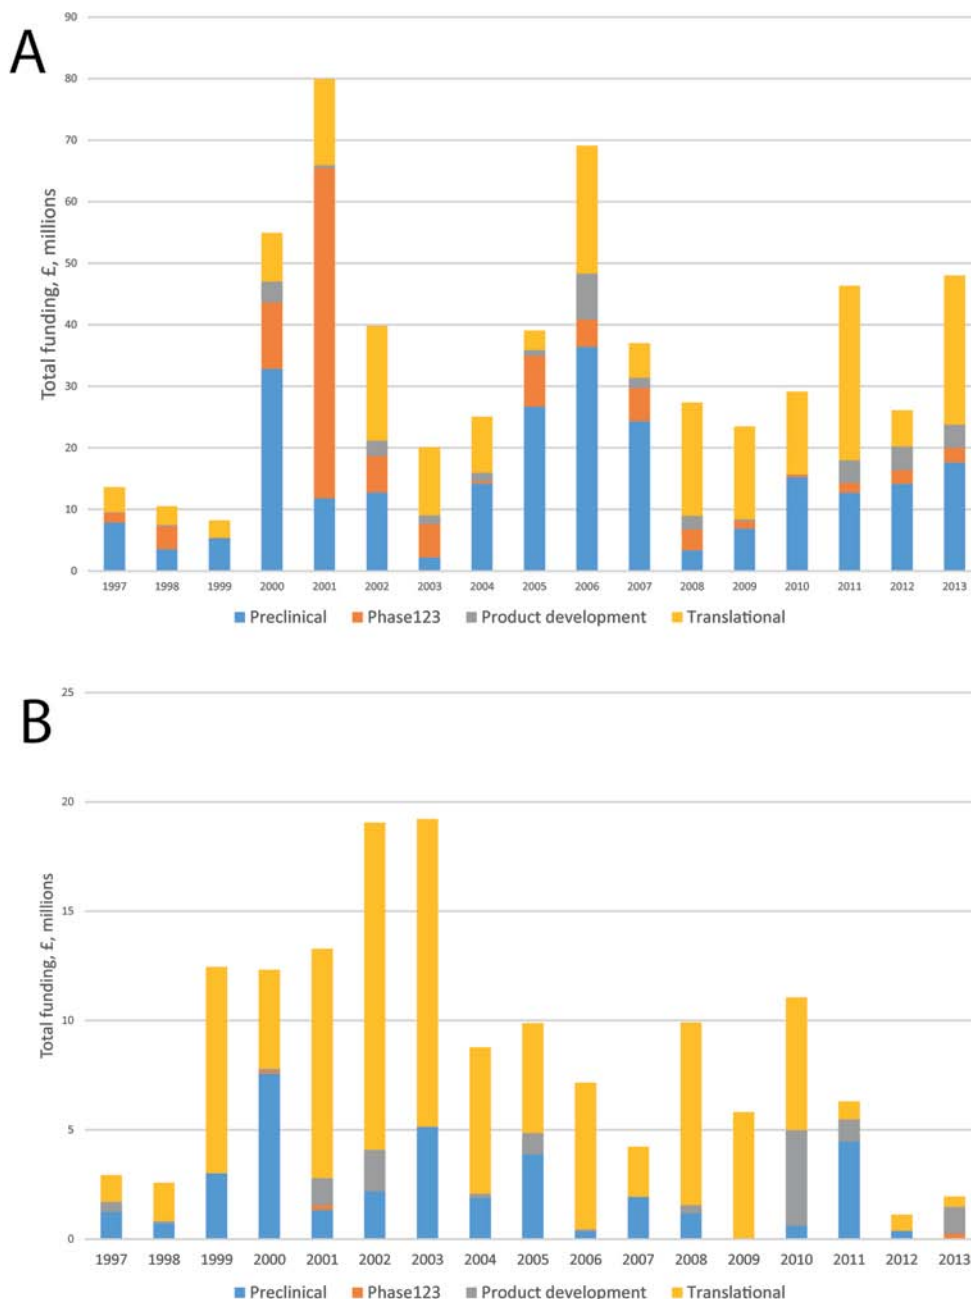 A
Total funding, £, millions
90
80
70
60
50
40
30
20
10
0
1997 1998 1999 2000 2001 2002 2003 2004 2005 2006 2007 2008 2009 2010 2011 2012 2013
Preclinical Phase123 Product development Translational
B
Total funding, £, millions
25
20
15
10
5
0
1997 1998 1999 2000 2001 2002 2003 2004 2005 2006 2007 2008 2009 2010 2011 2012 2013
Preclinical Phase123 Product development Translational